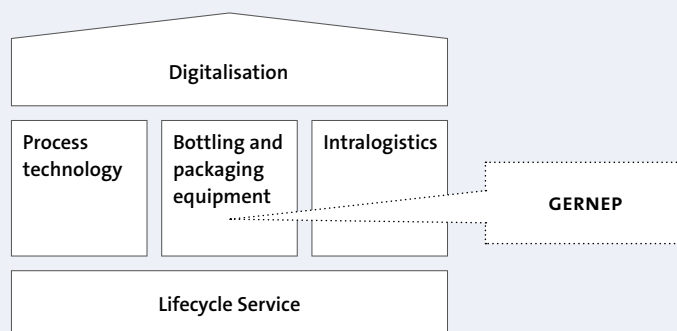 Digitalisation
Process
technology
Bottling and
packaging
equipment
Intralogistics
GERNEP
Lifecycle Service